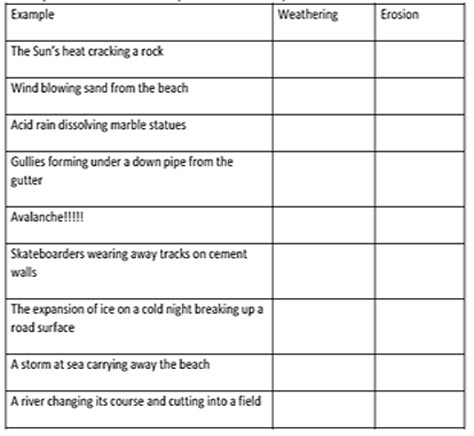 Example Weathering Erosion
The Sun's heat cracking a rock
Wind blowing sand from the beach
Acid rain dissolving marble statues
Gullies forming under a down pipe from the
gutter
Avalanche!!!!!
Skateboarders wearing away tracks on cement
walls
The expansion of ice on a cold night breaking up a
road surface
A storm at sea carrying away the beach
A river changing its course and cutting into a field